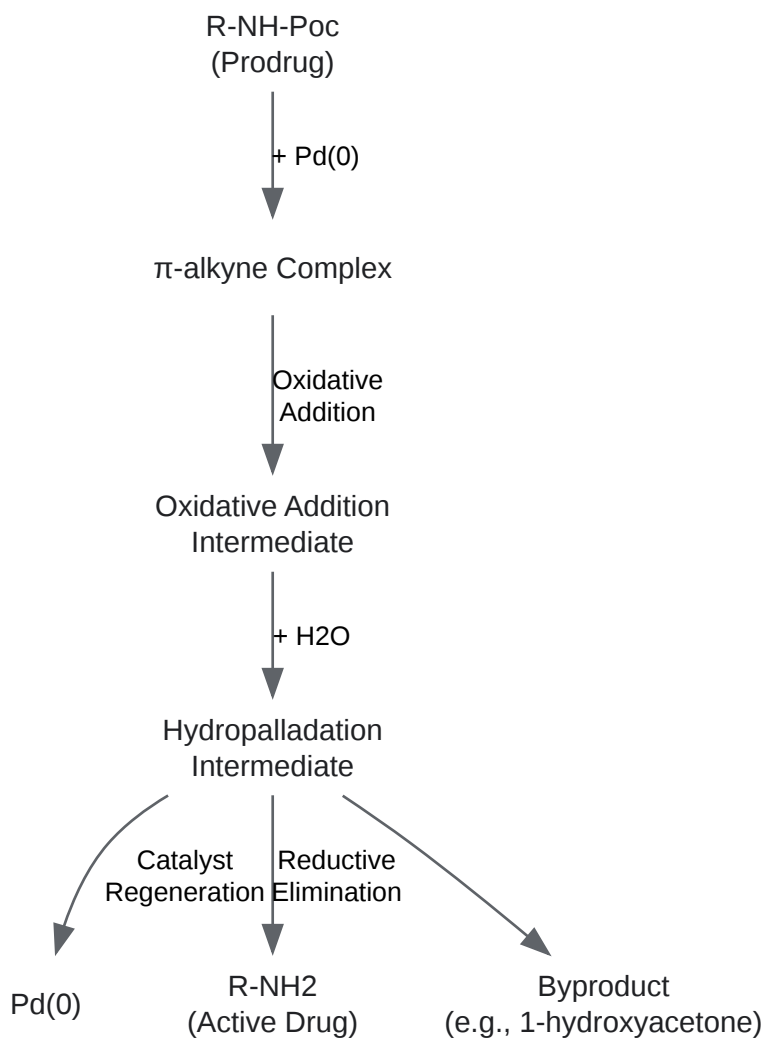 R-NH-Poc
(Prodrug)
+ Pd(0)
π-alkyne Complex
Oxidative
Addition
Oxidative Addition
Intermediate
+ H2O
Hydropalladation
Intermediate
Catalyst
Regeneration
Reductive
Elimination
Pd(0)
R-NH2
(Active Drug)
Byproduct
(e.g., 1-hydroxyacetone)